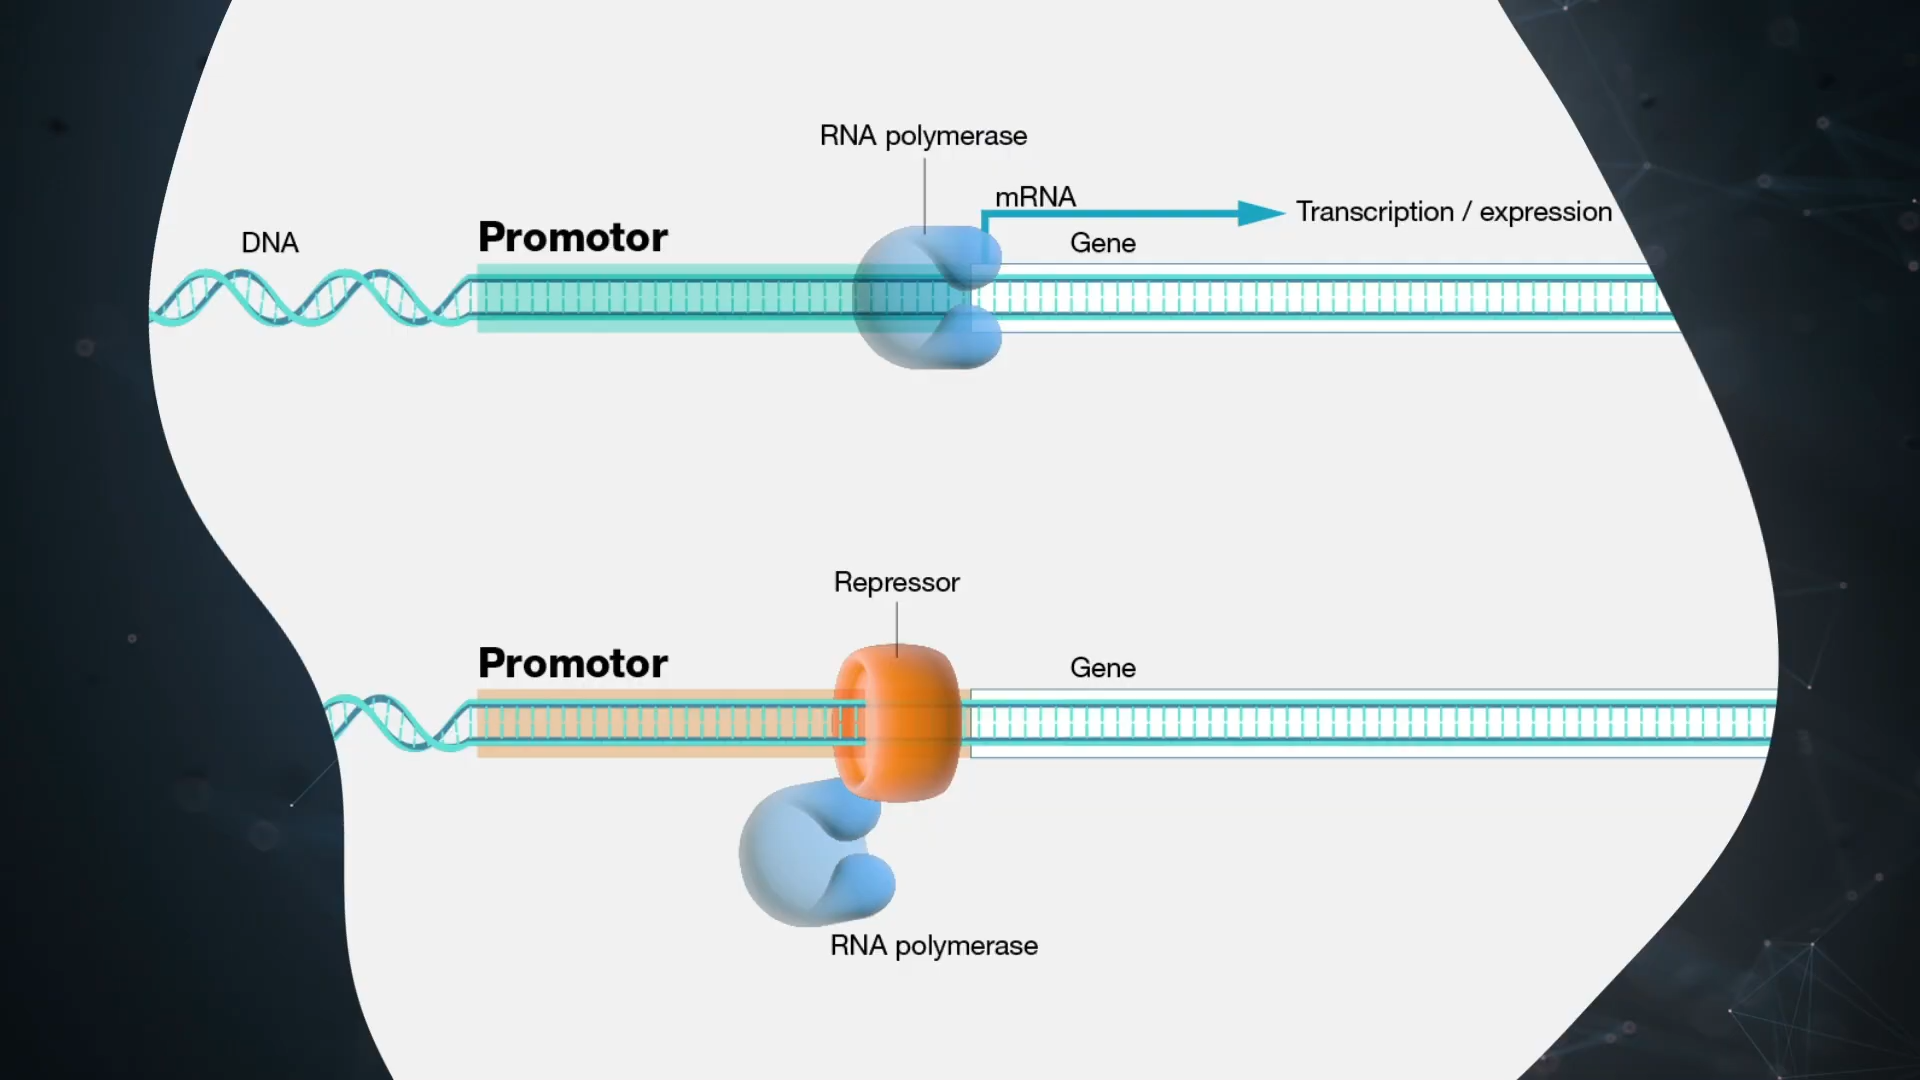 RNA polymerase
mRNA
Transcription / expression
DNA
Promotor
Gene
Repressor
Promotor
Gene
RNA polymerase